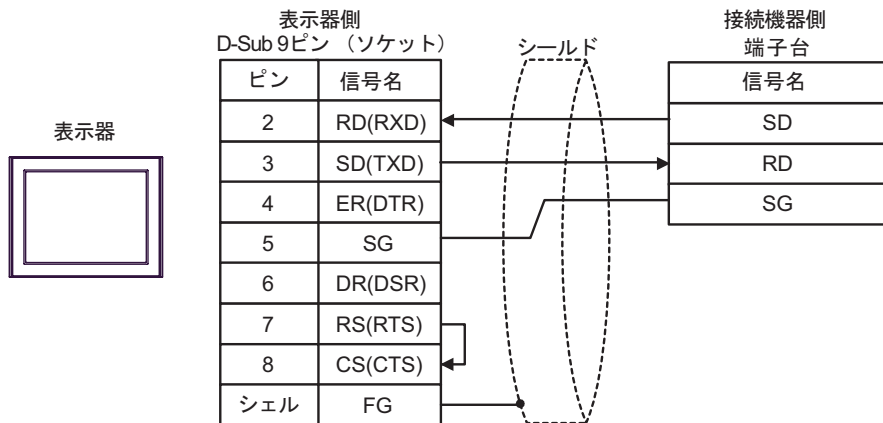 表示器側
D-Sub 9ピン （ソケット）
シールド
接続機器側
端子台
表示器
ピン 信号名
2 RD(RXD)
3 SD(TXD)
4 ER(DTR)
5 SG
6 DR(DSR)
7 RS(RTS)
8 CS(CTS)
シェル FG
信号名
SD
RD
SG